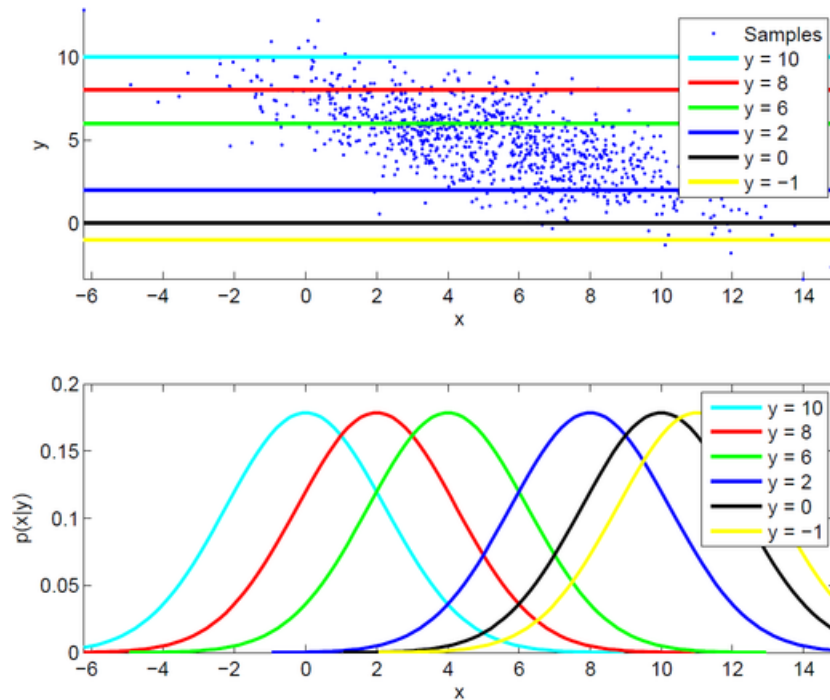 Samples
y = 10
y = 8
y = 6
y = 2
y = 0
y = −1
10
5
0
y
−6 −4 −2 0 2 4 6 8 10 12 14
x
0.2
0.15
0.1
0.05
0
p(x|y)
y = 10
y = 8
y = 6
y = 2
y = 0
y = −1
−6 −4 −2 0 2 4 6 8 10 12 14
x